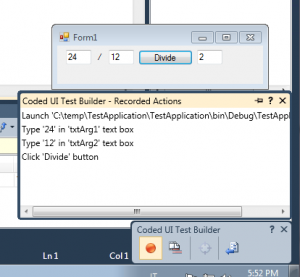 Form1
24 / 12 Divide 2
Coded UI Test Builder - Recorded Actions
Launch 'C:\temp\TestApplication\TestApplication\bin\Debug\TestAppl
Type '24' in 'txtArg1' text box
Type '12' in 'txtArg2' text box
Click 'Divide' button
Coded UI Test Builder
Ln 1 Col 1
IT 5:52 PM